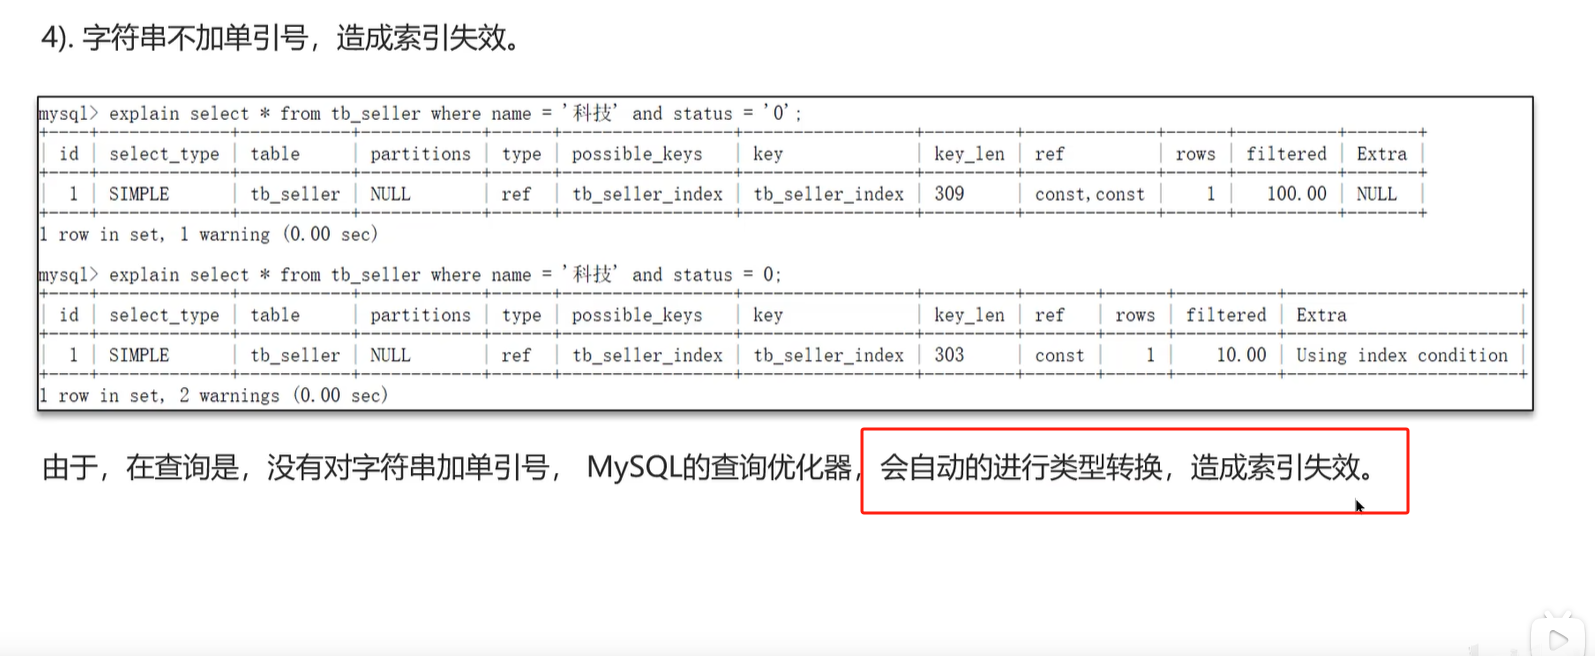 4). 字符串不加单引号，造成索引失效。
mysql> explain select * from tb_seller where name = '科技' and status = '0';
| id | select_type | table | partitions | type | possible_keys | key | key_len | ref | rows | filtered | Extra |
| 1 | SIMPLE | tb_seller | NULL | ref | tb_seller_index | tb_seller_index | 309 | const,const | 1 | 100.00 | NULL |
1 row in set, 1 warning (0.00 sec)
mysql> explain select * from tb_seller where name = '科技' and status = 0;
| id | select_type | table | partitions | type | possible_keys | key | key_len | ref | rows | filtered | Extra |
| 1 | SIMPLE | tb_seller | NULL | ref | tb_seller_index | tb_seller_index | 303 | const | 1 | 10.00 | Using index condition |
1 row in set, 2 warnings (0.00 sec)
由于，在查询是，没有对字符串加单引号， MySQL的查询优化器，会自动的进行类型转换，造成索引失效。